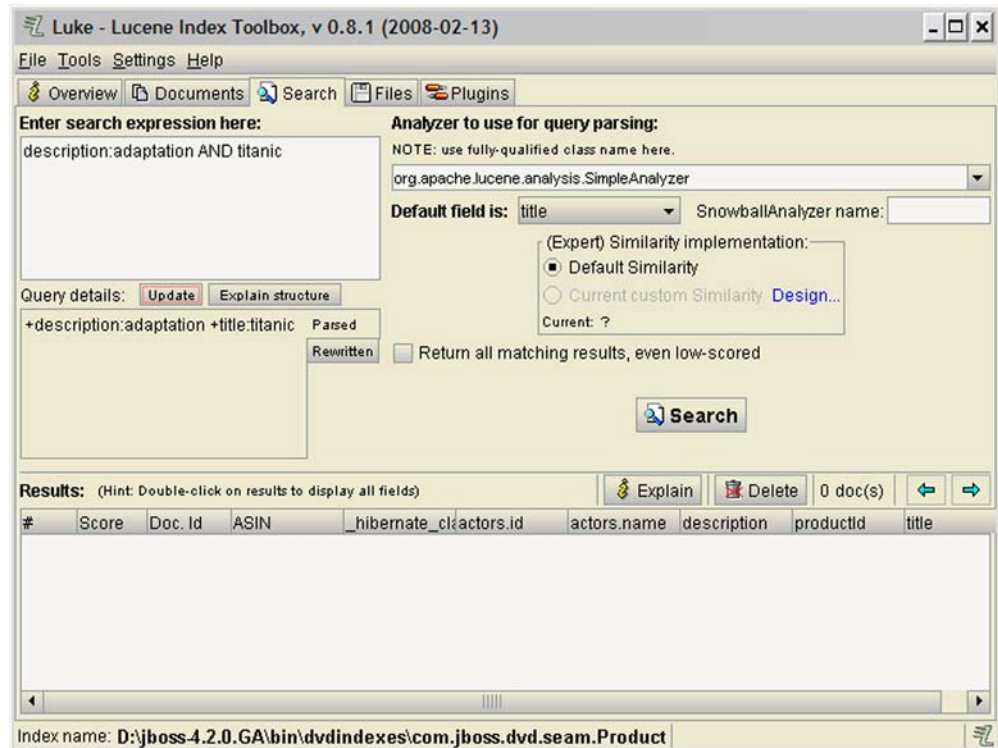 Luke - Lucene Index Toolbox, v 0.8.1 (2008-02-13)
File Tools Settings Help
Overview Documents Search Files Plugins
Enter search expression here:
description:adaptation AND titanic
Analyzer to use for query parsing:
NOTE: use fully-qualified class name here.
org.apache.lucene.analysis.SimpleAnalyzer
Default field is: title SnowballAnalyzer name:
(Expert) Similarity implementation:
Default Similarity
Current custom Similarity Design...
Current: ?
Query details: Update Explain structure
+description:adaptation +title:titanic
Parsed
Rewritten
Return all matching results, even low-scored
Search
Results: (Hint: Double-click on results to display all fields) Explain Delete 0 doc(s)
# Score Doc. Id ASIN _hibernate_cla actors.id actors.name description productId title
Index name: D:\jboss-4.2.0.GA\bin\dvdindexes\com.jboss.dvd.seam.Product